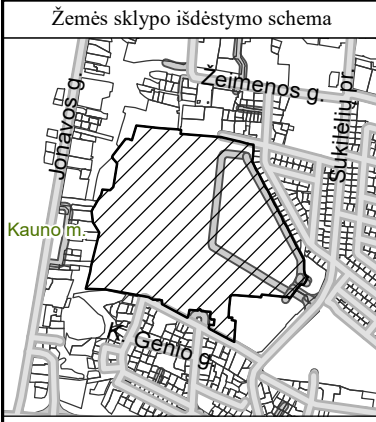 Žemės sklypo išdėstymo schema
Žeimenos g.
Jonavos g.
Sukilėlių pr.
Kauno m.
K. Genio g.